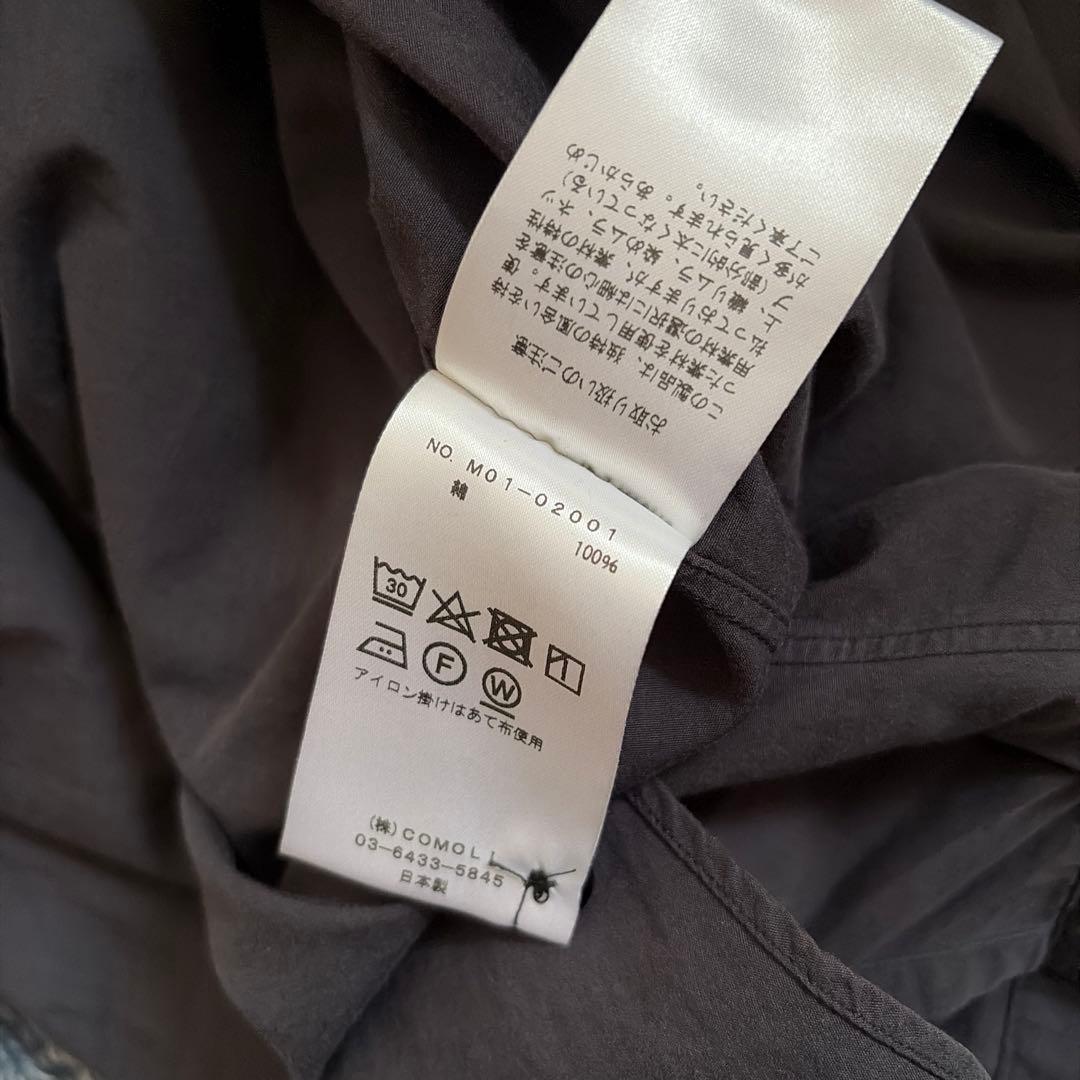 お取り扱いのご注意
この製品は、独特の風合いを持
った素材を使用しています。使
用素材の選択には細心の注意を
払っておりますが、素材の特性
上、織りムラ、染めムラ、ネッ
プ（部分的に太くなっている）
が多く見られます。あらかじめ
ご了承ください。
NO. M01-02001
綿 100%
30
F W
アイロン掛けはあて布使用
(株)COMOLI
03-6433-5845
日本製